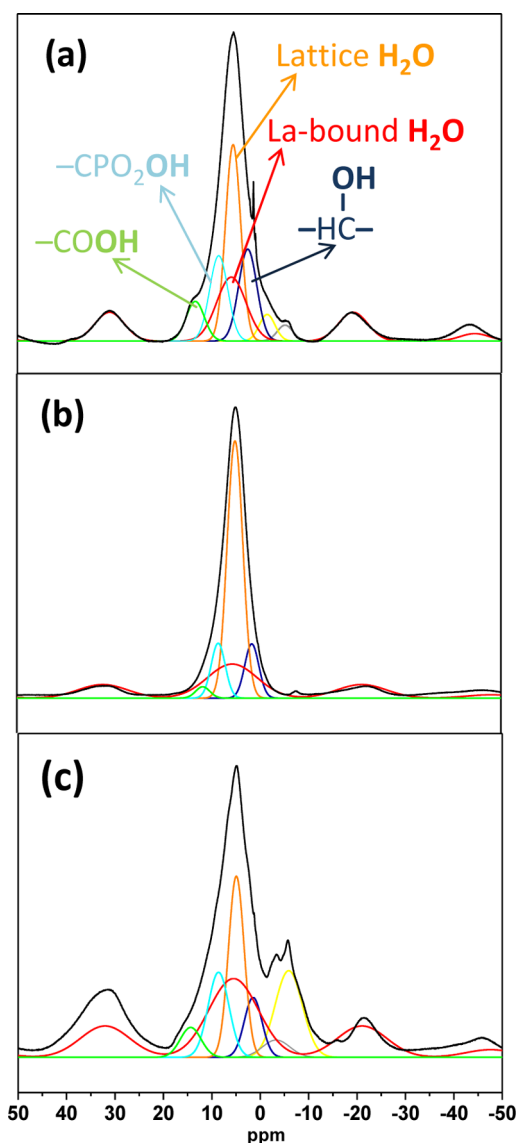 (a)
Lattice H₂O
La-bound H₂O
–CPO₂OH
OH
–HC–
–COOH
(b)
(c)
50 40 30 20 10 0 -10 -20 -30 -40 -50
ppm